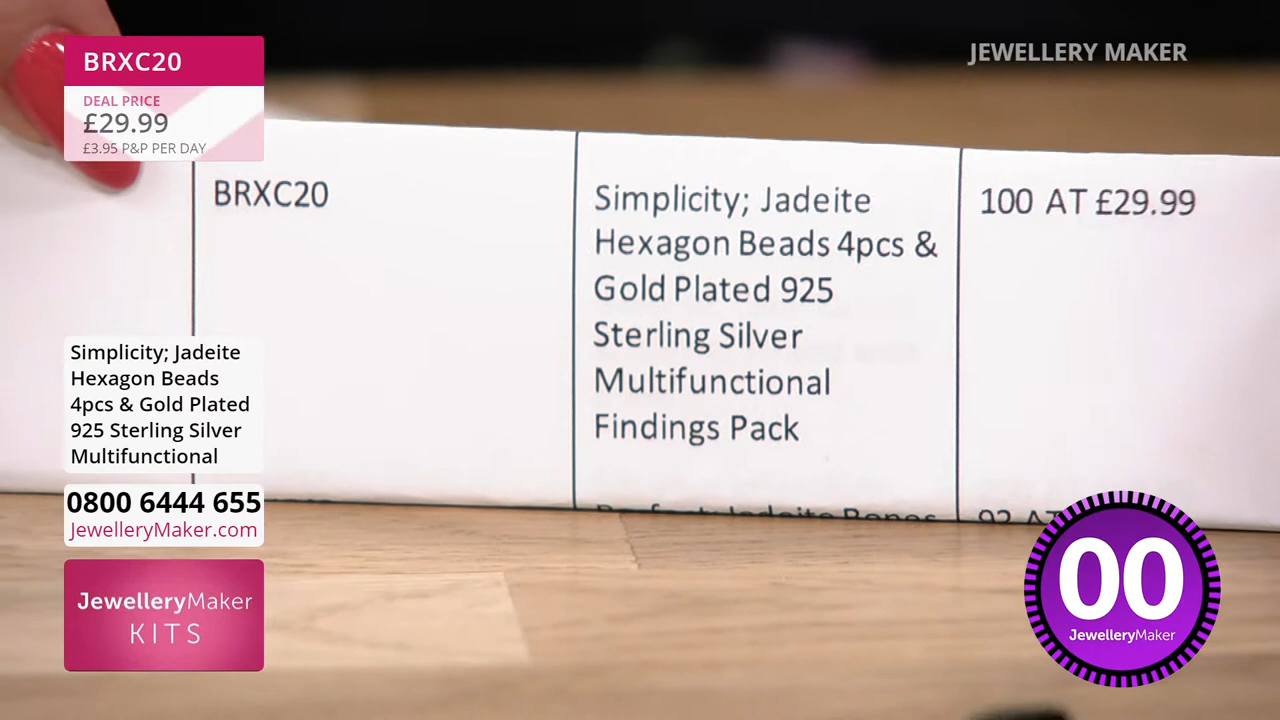 BRXC20
DEAL PRICE
£29.99
£3.95 P&P PER DAY
JEWELLERY MAKER
BRXC20
Simplicity; Jadeite
Hexagon Beads 4pcs &
Gold Plated 925
Sterling Silver
Multifunctional
Findings Pack
100 AT £29.99
Simplicity; Jadeite
Hexagon Beads
4pcs & Gold Plated
925 Sterling Silver
Multifunctional
0800 6444 655
JewelleryMaker.com
JewelleryMaker
KITS
00
JewelleryMaker